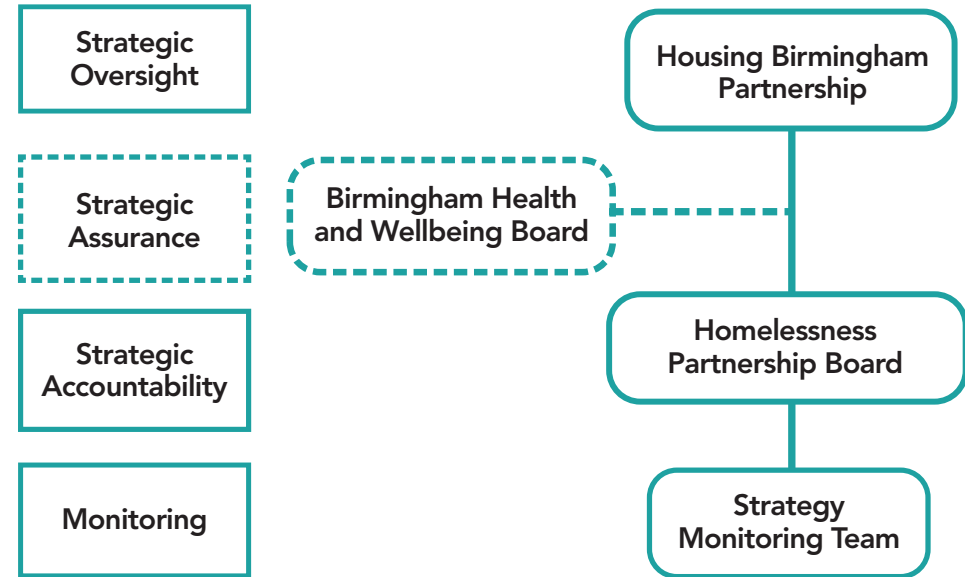 Strategic
Oversight
Housing Birmingham
Partnership
Strategic
Assurance
Birmingham Health
and Wellbeing Board
Strategic
Accountability
Homelessness
Partnership Board
Monitoring
Strategy
Monitoring Team